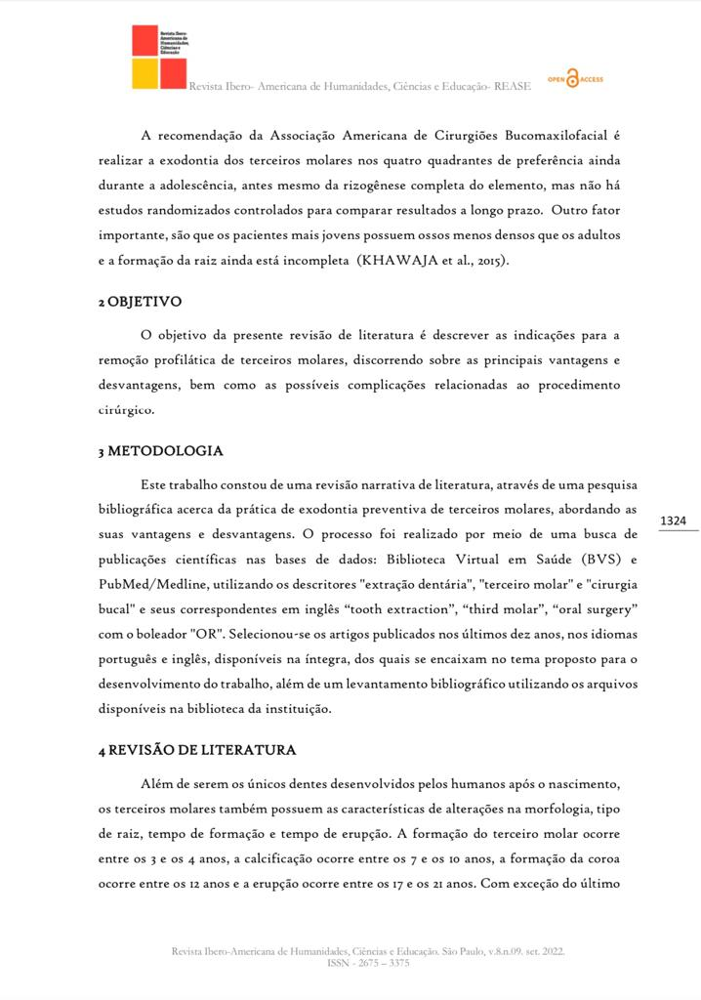 Revista Ibero-
Americana de
Humanidades,
Ciências e
Educação
Revista Ibero- Americana de Humanidades, Ciências e Educação- REASE
OPEN ACCESS
A recomendação da Associação Americana de Cirurgiões Bucomaxilofacial é
realizar a exodontia dos terceiros molares nos quatro quadrantes de preferência ainda
durante a adolescência, antes mesmo da rizogênese completa do elemento, mas não há
estudos randomizados controlados para comparar resultados a longo prazo. Outro fator
importante, são que os pacientes mais jovens possuem ossos menos densos que os adultos
e a formação da raiz ainda está incompleta (KHAWAJA et al., 2015).
2 OBJETIVO
O objetivo da presente revisão de literatura é descrever as indicações para a
remoção profilática de terceiros molares, discorrendo sobre as principais vantagens e
desvantagens, bem como as possíveis complicações relacionadas ao procedimento
cirúrgico.
3 METODOLOGIA
Este trabalho constou de uma revisão narrativa de literatura, através de uma pesquisa
bibliográfica acerca da prática de exodontia preventiva de terceiros molares, abordando as
suas vantagens e desvantagens. O processo foi realizado por meio de uma busca de
publicações científicas nas bases de dados: Biblioteca Virtual em Saúde (BVS) e
PubMed/Medline, utilizando os descritores "extração dentária", "terceiro molar" e "cirurgia
bucal" e seus correspondentes em inglês “tooth extraction”, “third molar”, “oral surgery”
com o boleador "OR". Selecionou-se os artigos publicados nos últimos dez anos, nos idiomas
português e inglês, disponíveis na íntegra, dos quais se encaixam no tema proposto para o
desenvolvimento do trabalho, além de um levantamento bibliográfico utilizando os arquivos
disponíveis na biblioteca da instituição.
1324
4 REVISÃO DE LITERATURA
Além de serem os únicos dentes desenvolvidos pelos humanos após o nascimento,
os terceiros molares também possuem as características de alterações na morfologia, tipo
de raiz, tempo de formação e tempo de erupção. A formação do terceiro molar ocorre
entre os 3 e os 4 anos, a calcificação ocorre entre os 7 e os 10 anos, a formação da coroa
ocorre entre os 12 anos e a erupção ocorre entre os 17 e os 21 anos. Com exceção do último
Revista Ibero-Americana de Humanidades, Ciências e Educação. São Paulo, v.8.n.09. set. 2022.
ISSN - 2675 – 3375